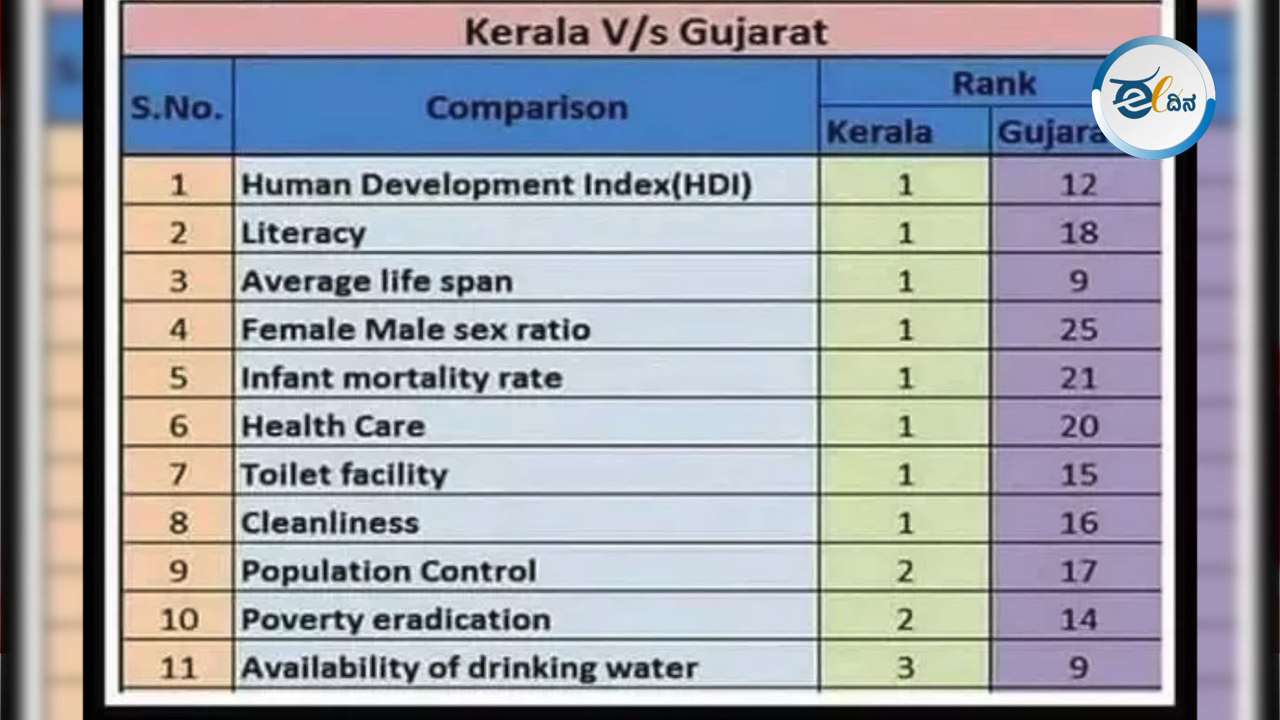 Kerala V/s Gujarat
S.No. Comparison Rank
Kerala Gujara
1 Human Development Index(HDI) 1 12
2 Literacy 1 18
3 Average life span 1 9
4 Female Male sex ratio 1 25
5 Infant mortality rate 1 21
6 Health Care 1 20
7 Toilet facility 1 15
8 Cleanliness 1 16
9 Population Control 2 17
10 Poverty eradication 2 14
11 Availability of drinking water 3 9
ದಿನ